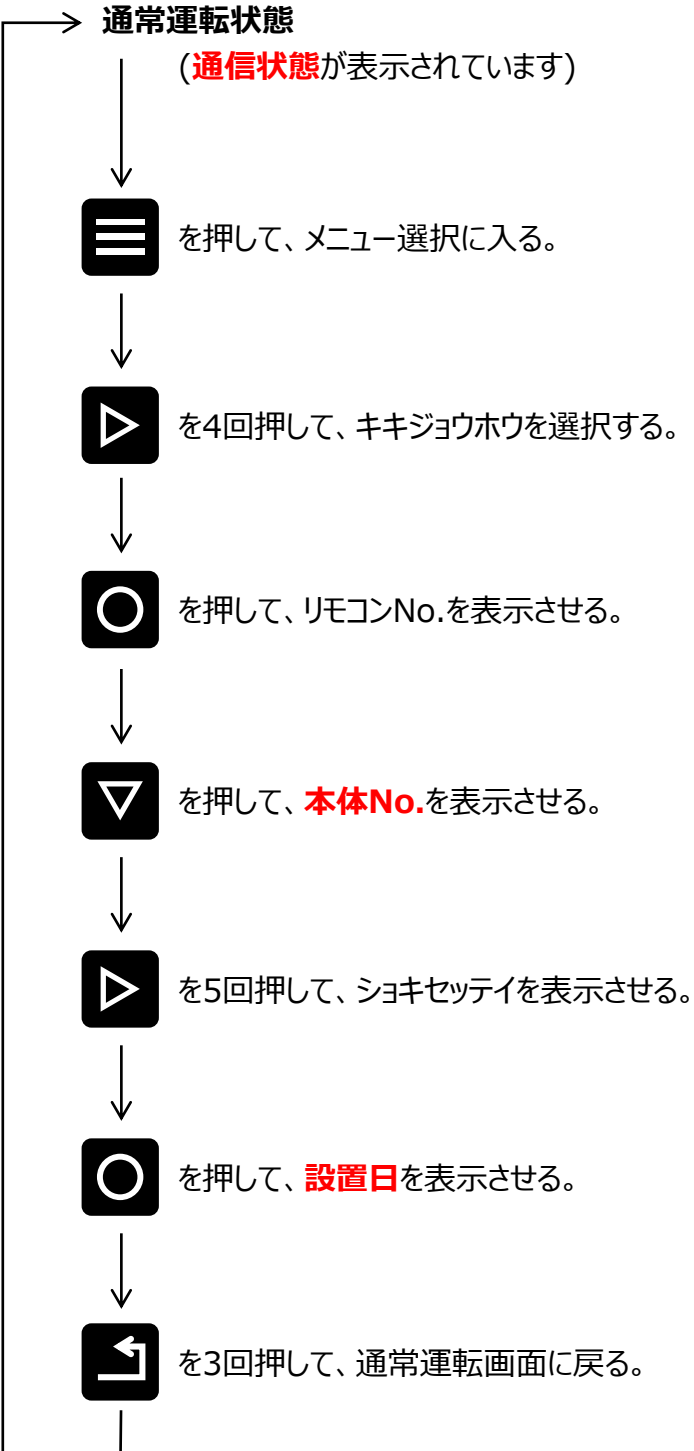 通常運転状態
(通信状態が表示されています)
を押して、メニュー選択に入る。
を4回押して、キキジョウホウを選択する。
を押して、リモコンNo.を表示させる。
を押して、本体No.を表示させる。
を5回押して、ショキセッテイを表示させる。
を押して、設置日を表示させる。
を3回押して、通常運転画面に戻る。